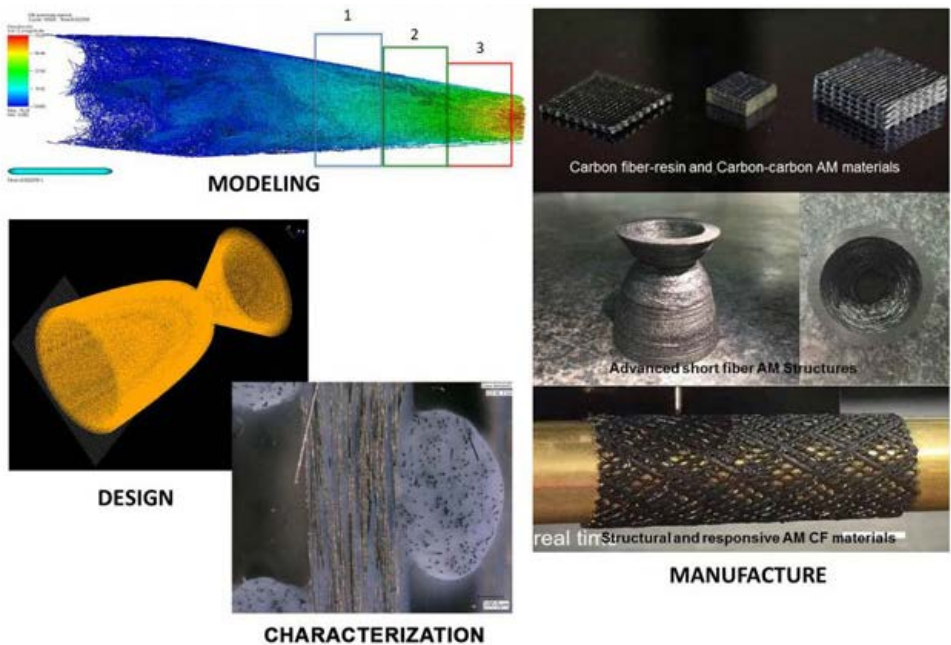 1
2
3
MODELING
Carbon fiber-resin and Carbon-carbon AM materials
Advanced short fiber AM Structures
DESIGN
real time
Structural and responsive AM CF materials
MANUFACTURE
CHARACTERIZATION